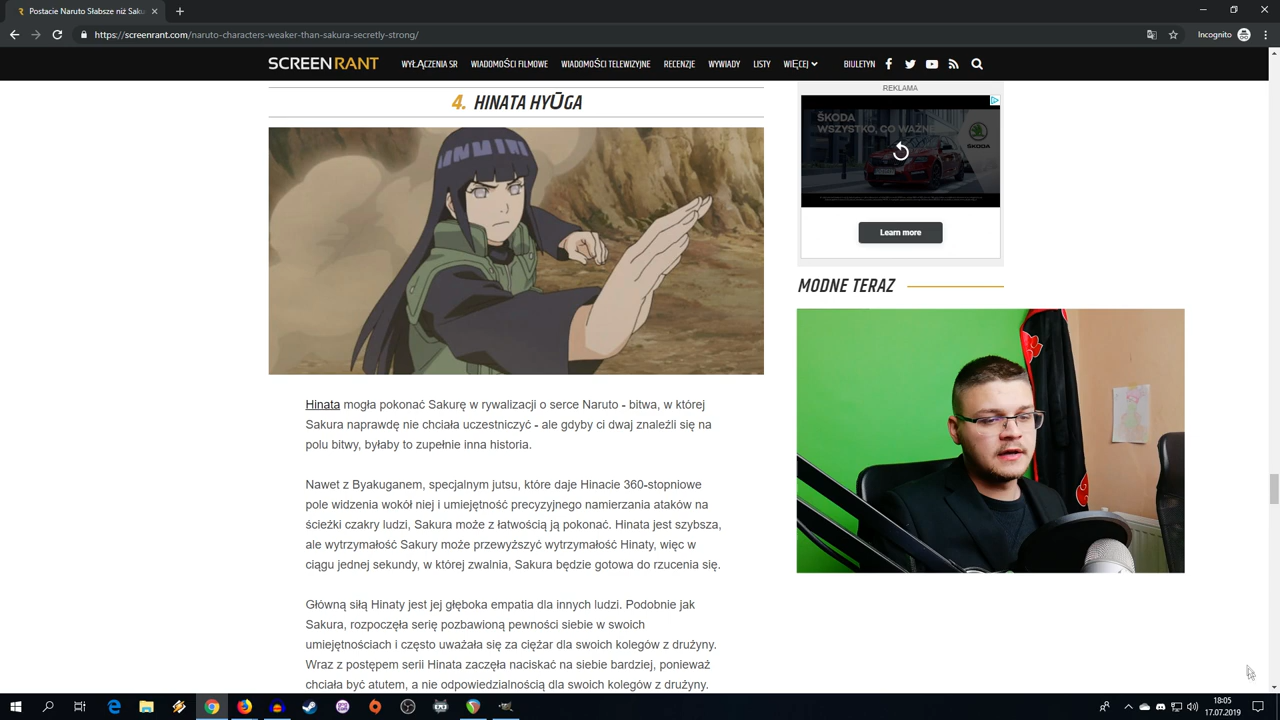 Postacie Naruto Słabsze niż Saku
https://screenrant.com/naruto-characters-weaker-than-sakura-secretly-strong/
Incognito
SCREENRANT
WYŁĄCZENIA SR WIADOMOŚCI FILMOWE WIADOMOŚCI TELEWIZYJNE RECENZJE WYWIADY LISTY WIĘCEJ BIULETYN
4. HINATA HYŪGA
REKLAMA
ŠKODA
WSZYSTKO, CO WAŻNE
ŠKODA
Learn more
MODNE TERAZ
Hinata mogła pokonać Sakurę w rywalizacji o serce Naruto - bitwa, w której
Sakura naprawdę nie chciała uczestniczyć - ale gdyby ci dwaj znaleźli się na
polu bitwy, byłaby to zupełnie inna historia.
Nawet z Byakuganem, specjalnym jutsu, które daje Hinacie 360-stopniowe
pole widzenia wokół niej i umiejętność precyzyjnego namierzania ataków na
ścieżki czakry ludzi, Sakura może z łatwością ją pokonać. Hinata jest szybsza,
ale wytrzymałość Sakury może przewyższyć wytrzymałość Hinaty, więc w
ciągu jednej sekundy, w której zwalnia, Sakura będzie gotowa do rzucenia się.
Główną siłą Hinaty jest jej głęboka empatia dla innych ludzi. Podobnie jak
Sakura, rozpoczęła serię pozbawioną pewności siebie w swoich
umiejętnościach i często uważała się za ciężar dla swoich kolegów z drużyny.
Wraz z postępem serii Hinata zaczęła naciskać na siebie bardziej, ponieważ
chciała być atutem, a nie odpowiedzialnością dla swoich kolegów z drużyny.
18:05
17.07.2019